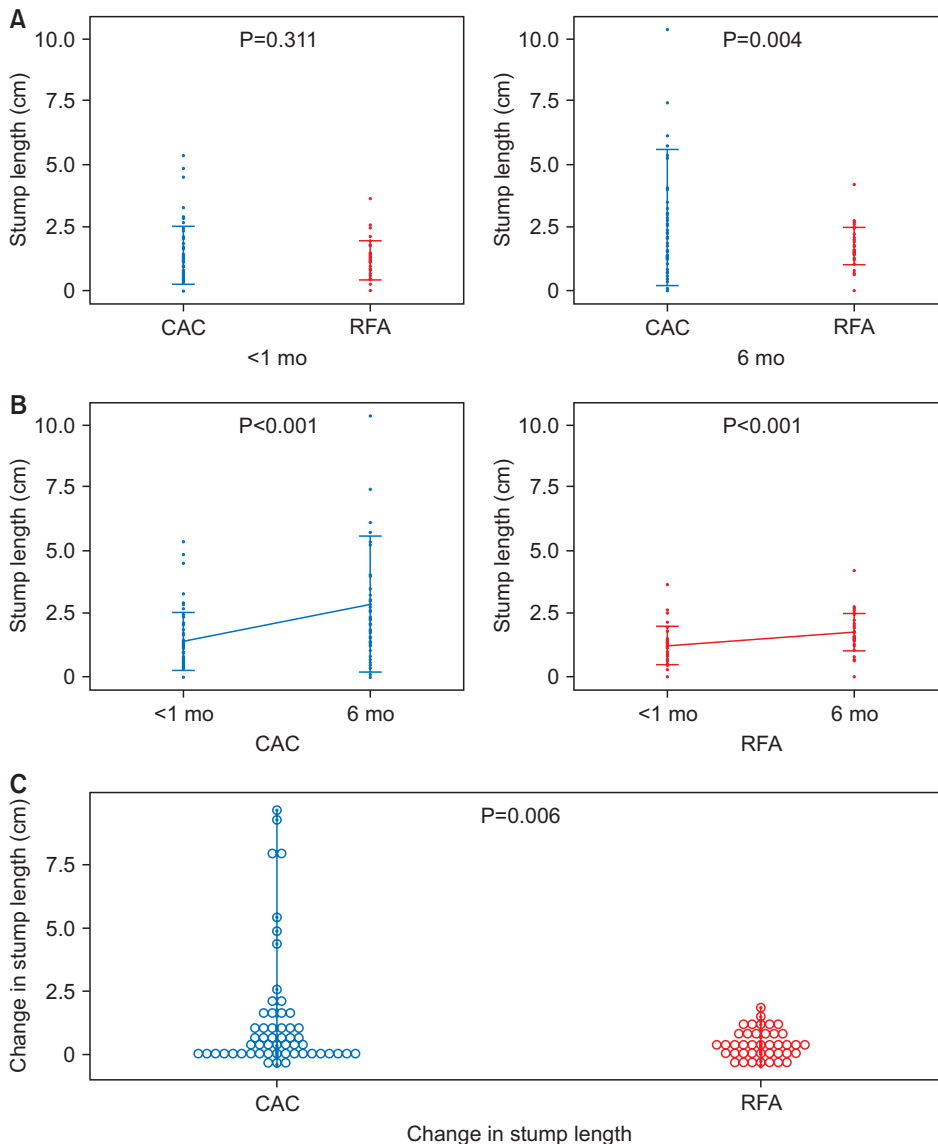 A
P=0.311
Stump length (cm)
10.0
7.5
5.0
2.5
0
CAC
RFA
<1 mo
P=0.004
Stump length (cm)
10.0
7.5
5.0
2.5
0
CAC
RFA
6 mo
B
P<0.001
Stump length (cm)
10.0
7.5
5.0
2.5
0
<1 mo
6 mo
CAC
P<0.001
Stump length (cm)
10.0
7.5
5.0
2.5
0
<1 mo
6 mo
RFA
C
P=0.006
Change in stump length (cm)
7.5
5.0
2.5
0
CAC
RFA
Change in stump length